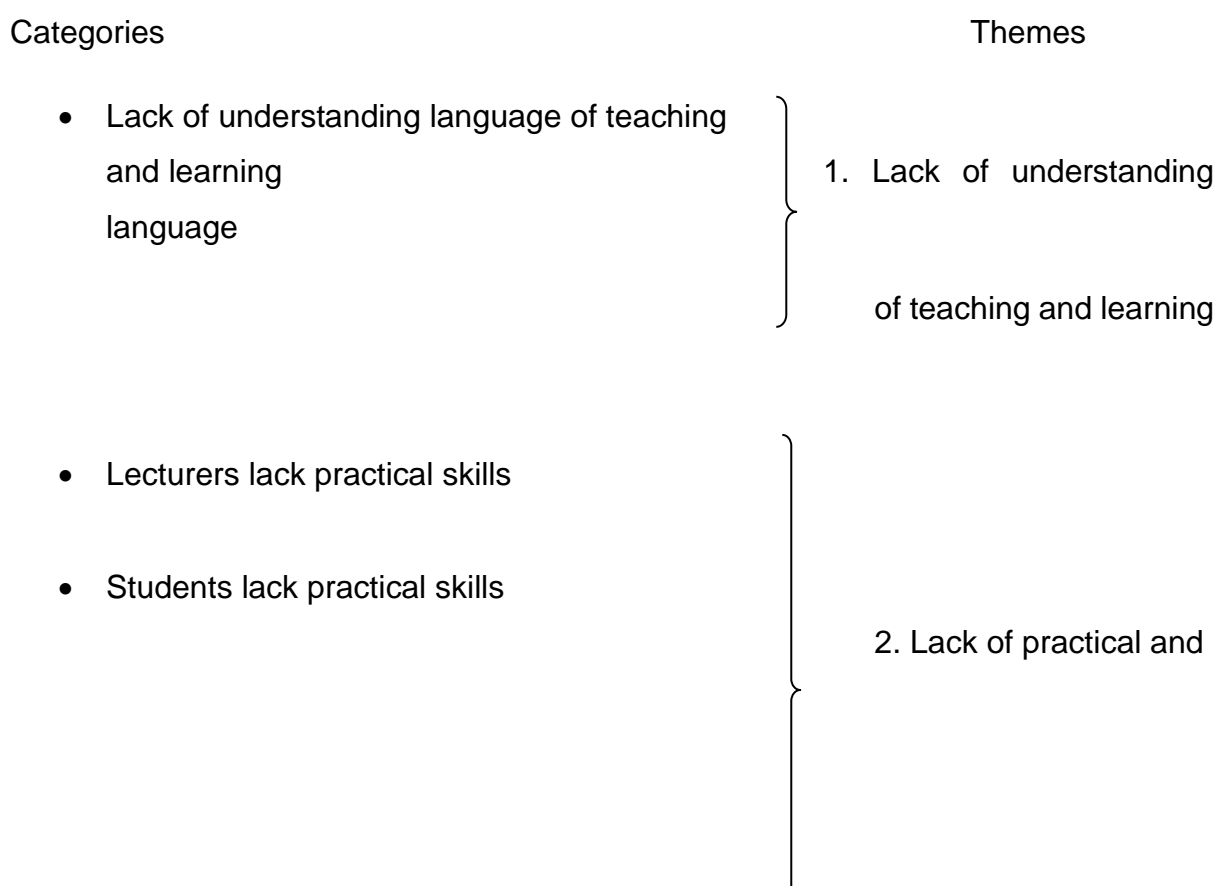 Categories Themes
• Lack of understanding language of teaching
and learning 1. Lack of understanding
language
of teaching and learning
• Lecturers lack practical skills
• Students lack practical skills
2. Lack of practical and